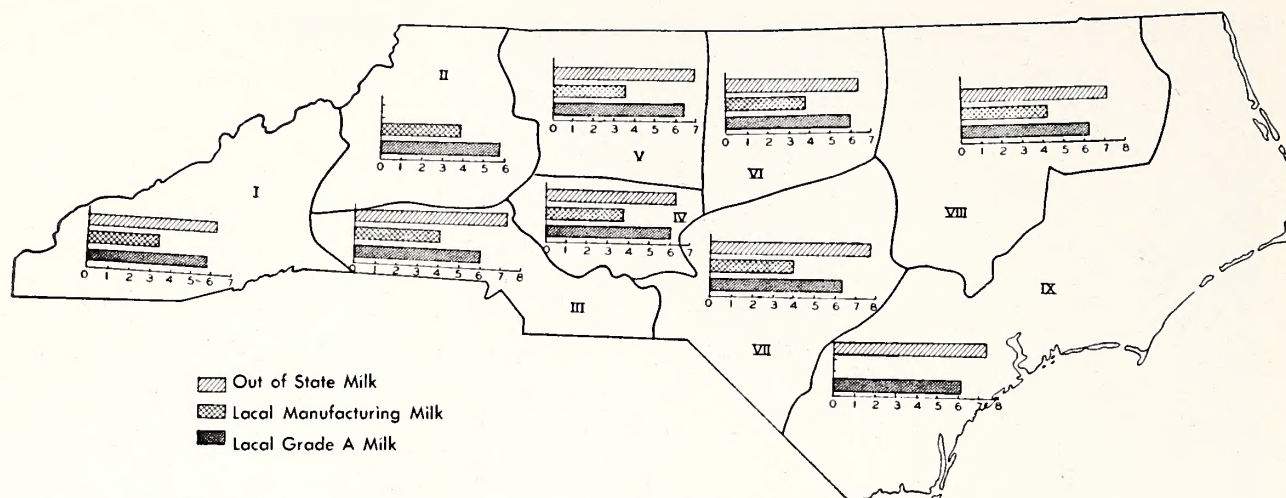 II
0 1 2 3 4 5 6
0 1 2 3 4 5 6 7
V
0 1 2 3 4 5 6 7
VI
0 1 2 3 4 5 6 7 8
VIII
I
0 1 2 3 4 5 6 7
0 1 2 3 4 5 6 7 8
IV
0 1 2 3 4 5 6 7
III
0 1 2 3 4 5 6 7 8
VII
IX
0 1 2 3 4 5 6 7 8
Out of State Milk
Lacal Manufacturing Milk
Lacal Grade A Milk